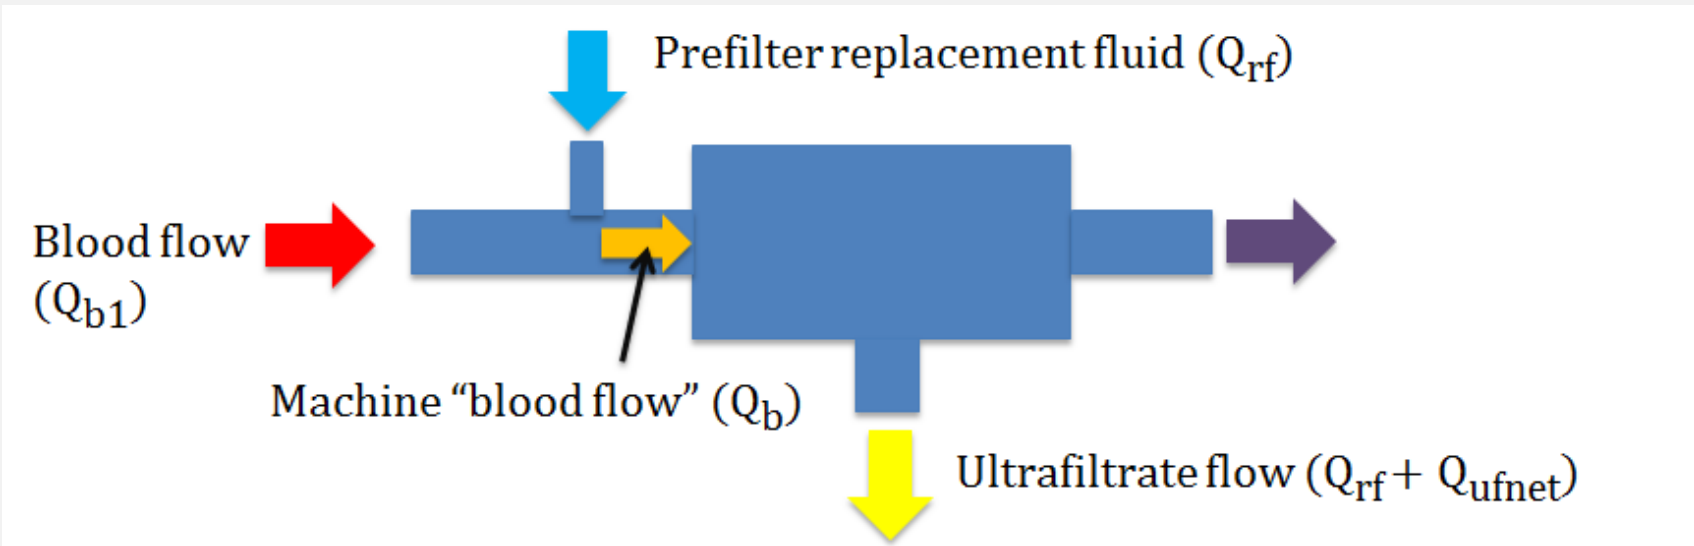 Prefilter replacement fluid (Qrf)
Blood flow
(Qb1)
Machine “blood flow” (Qb)
Ultrafiltrate flow (Qrf + Qufnet)